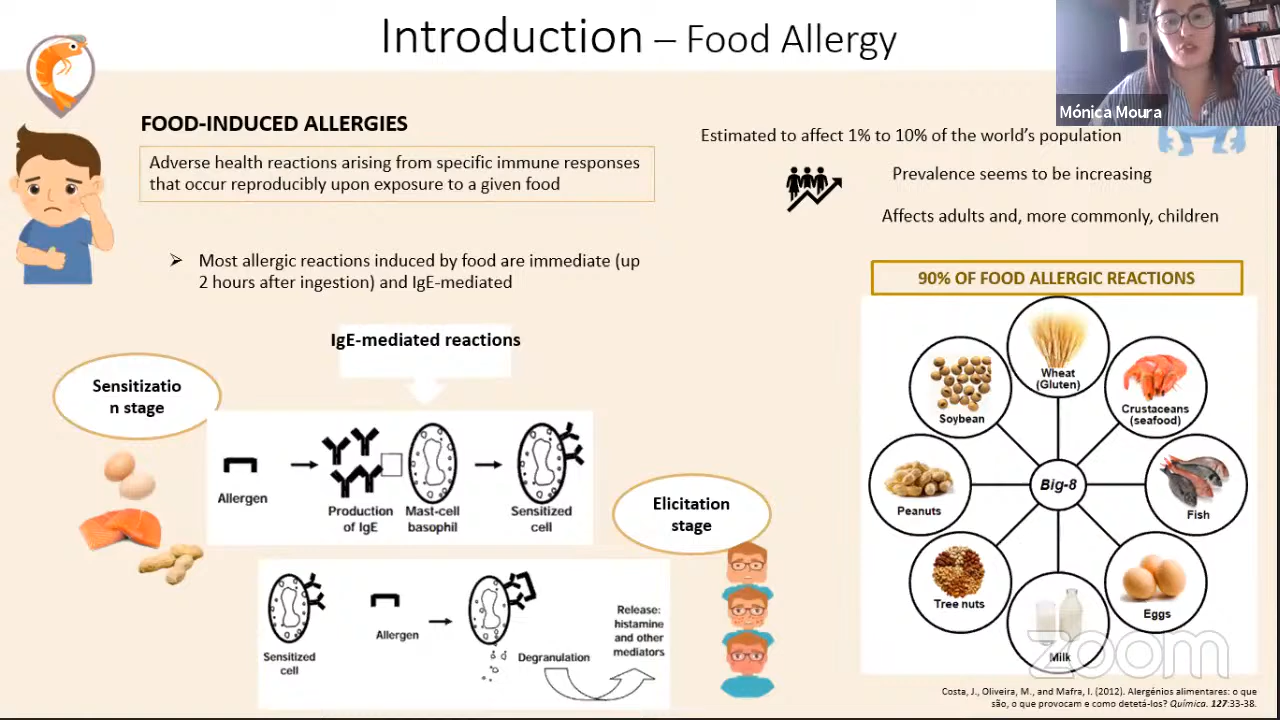 Introduction – Food Allergy
Mónica Moura
FOOD-INDUCED ALLERGIES
Adverse health reactions arising from specific immune responses
that occur reproducibly upon exposure to a given food
➢ Most allergic reactions induced by food are immediate (up
2 hours after ingestion) and IgE-mediated
Estimated to affect 1% to 10% of the world's population
Prevalence seems to be increasing
Affects adults and, more commonly, children
IgE-mediated reactions
Sensitizatio
n stage
Allergen
Production
of IgE
Mast-cell
basophil
Sensitized
cell
Elicitation
stage
Sensitized
cell
Allergen
Degranulation
Release:
histamine
and other
mediators
90% OF FOOD ALLERGIC REACTIONS
Big-8
Wheat
(Gluten)
Crustaceans
(seafood)
Fish
Eggs
Milk
Tree nuts
Peanuts
Soybean
zoom
Costa, J., Oliveira, M., and Mafra, I. (2012). Alergénios alimentares: o que
são, o que provocam e como detetá-los? Química. 127:33-38.